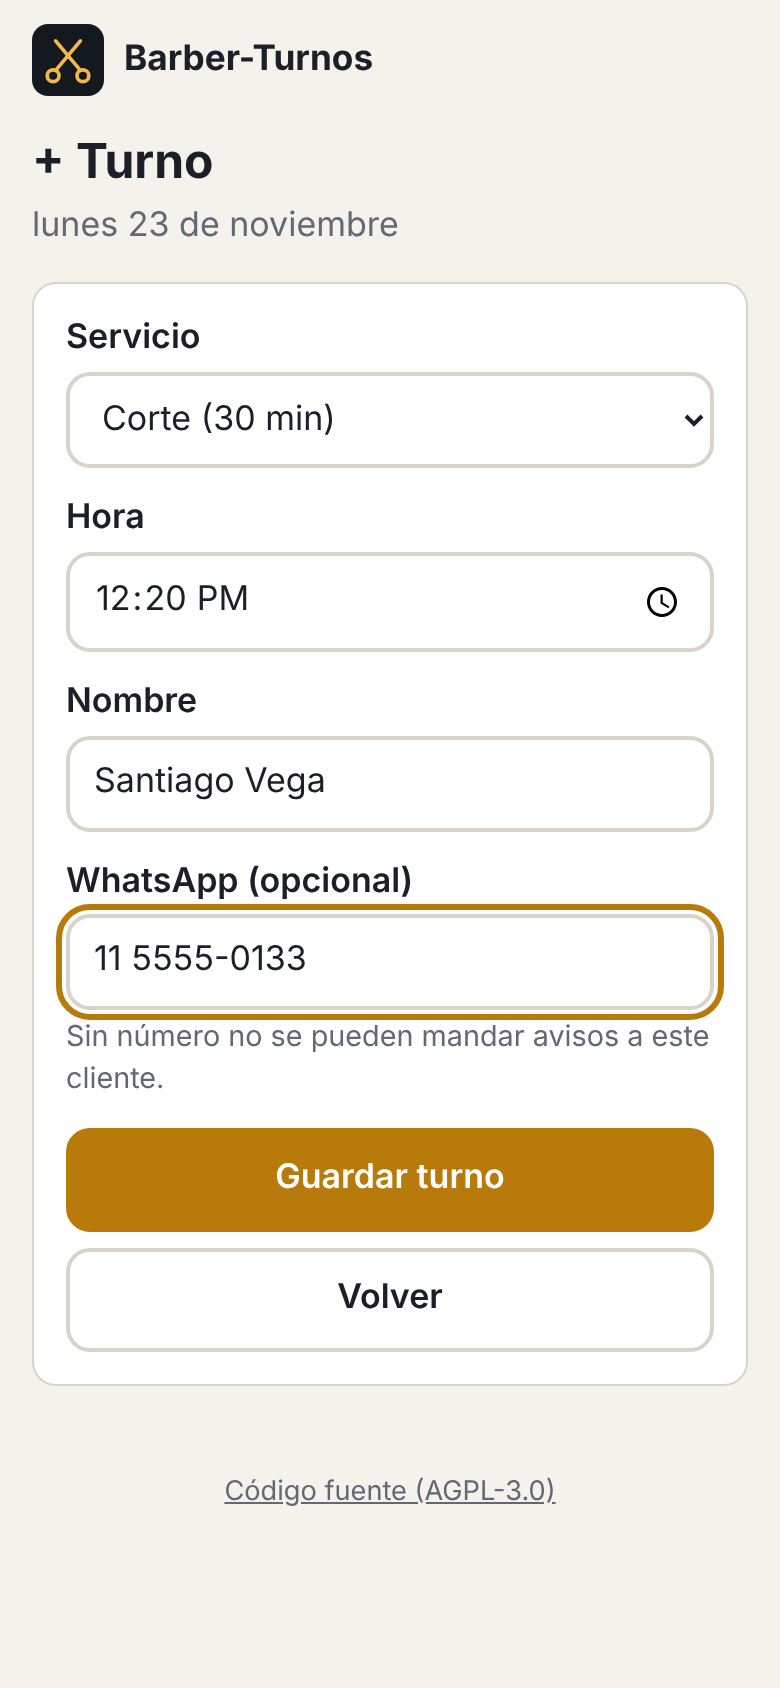 Barber-Turnos
+ Turno
lunes 23 de noviembre
Servicio
Corte (30 min)
Hora
12:20 PM
Nombre
Santiago Vega
WhatsApp (opcional)
11 5555-0133
Sin número no se pueden mandar avisos a este
cliente.
Guardar turno
Volver
Código fuente (AGPL-3.0)